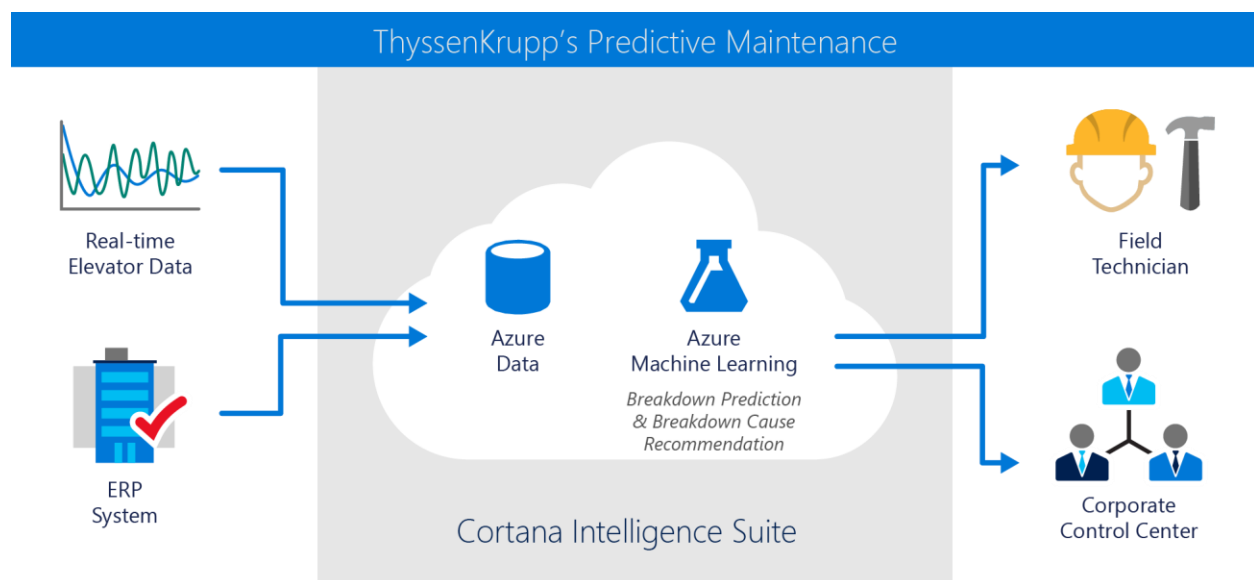 ThyssenKrupp's Predictive Maintenance
Real-time
Elevator Data
ERP
System
Azure
Data
Azure
Machine Learning
Breakdown Prediction
& Breakdown Cause
Recommendation
Cortana Intelligence Suite
Field
Technician
Corporate
Control Center